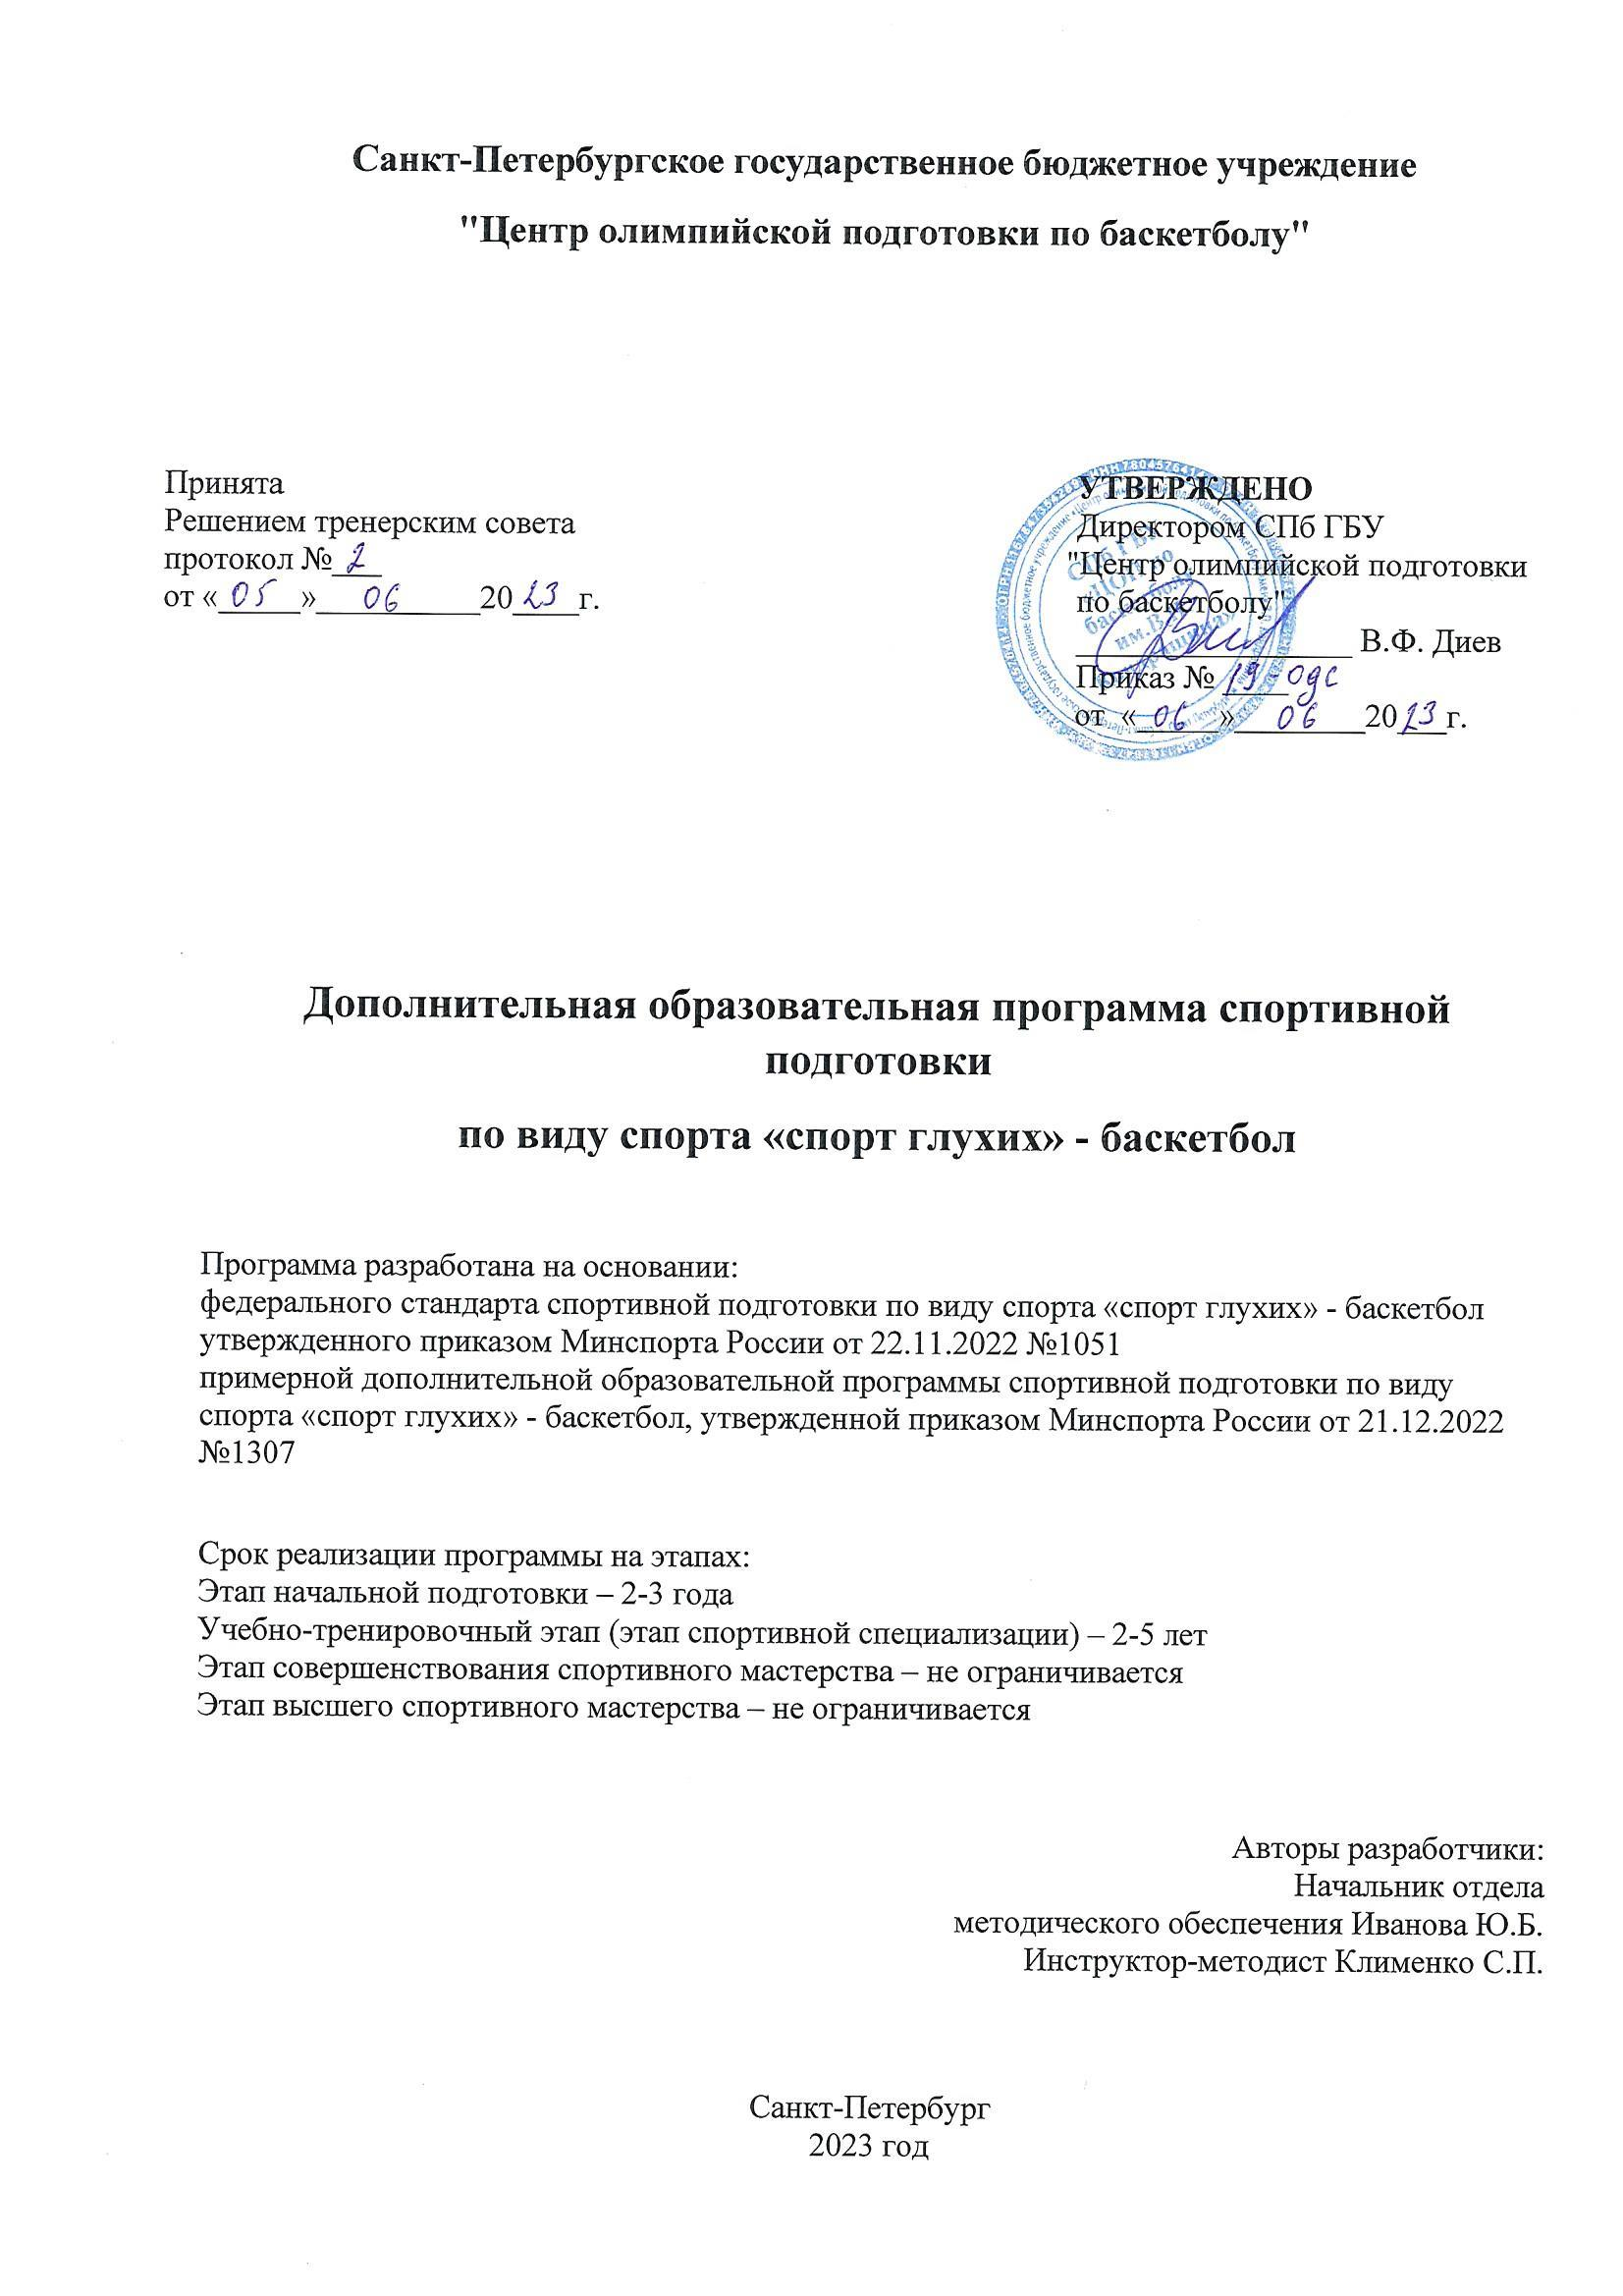 Санкт-Петербургское государственное бюджетное учреждение
"Центр олимпийской подготовки по баскетболу"
Принята
Решением тренерским совета
протокол № 2
от « 05 » 06 2023 г.
УТВЕРЖДЕНО
Директором СПб ГБУ
"Центр олимпийской подготовки
по баскетболу"
В.Ф. Диев
Приказ № 19-одс
от « 06 » 06 2023 г.
Дополнительная образовательная программа спортивной
подготовки
по виду спорта «спорт глухих» - баскетбол
Программа разработана на основании:
федерального стандарта спортивной подготовки по виду спорта «спорт глухих» - баскетбол
утвержденного приказом Минспорта России от 22.11.2022 №1051
примерной дополнительной образовательной программы спортивной подготовки по виду
спорта «спорт глухих» - баскетбол, утвержденной приказом Минспорта России от 21.12.2022
№1307
Срок реализации программы на этапах:
Этап начальной подготовки – 2-3 года
Учебно-тренировочный этап (этап спортивной специализации) – 2-5 лет
Этап совершенствования спортивного мастерства – не ограничивается
Этап высшего спортивного мастерства – не ограничивается
Авторы разработчики:
Начальник отдела
методического обеспечения Иванова Ю.Б.
Инструктор-методист Клименко С.П.
Санкт-Петербург
2023 год